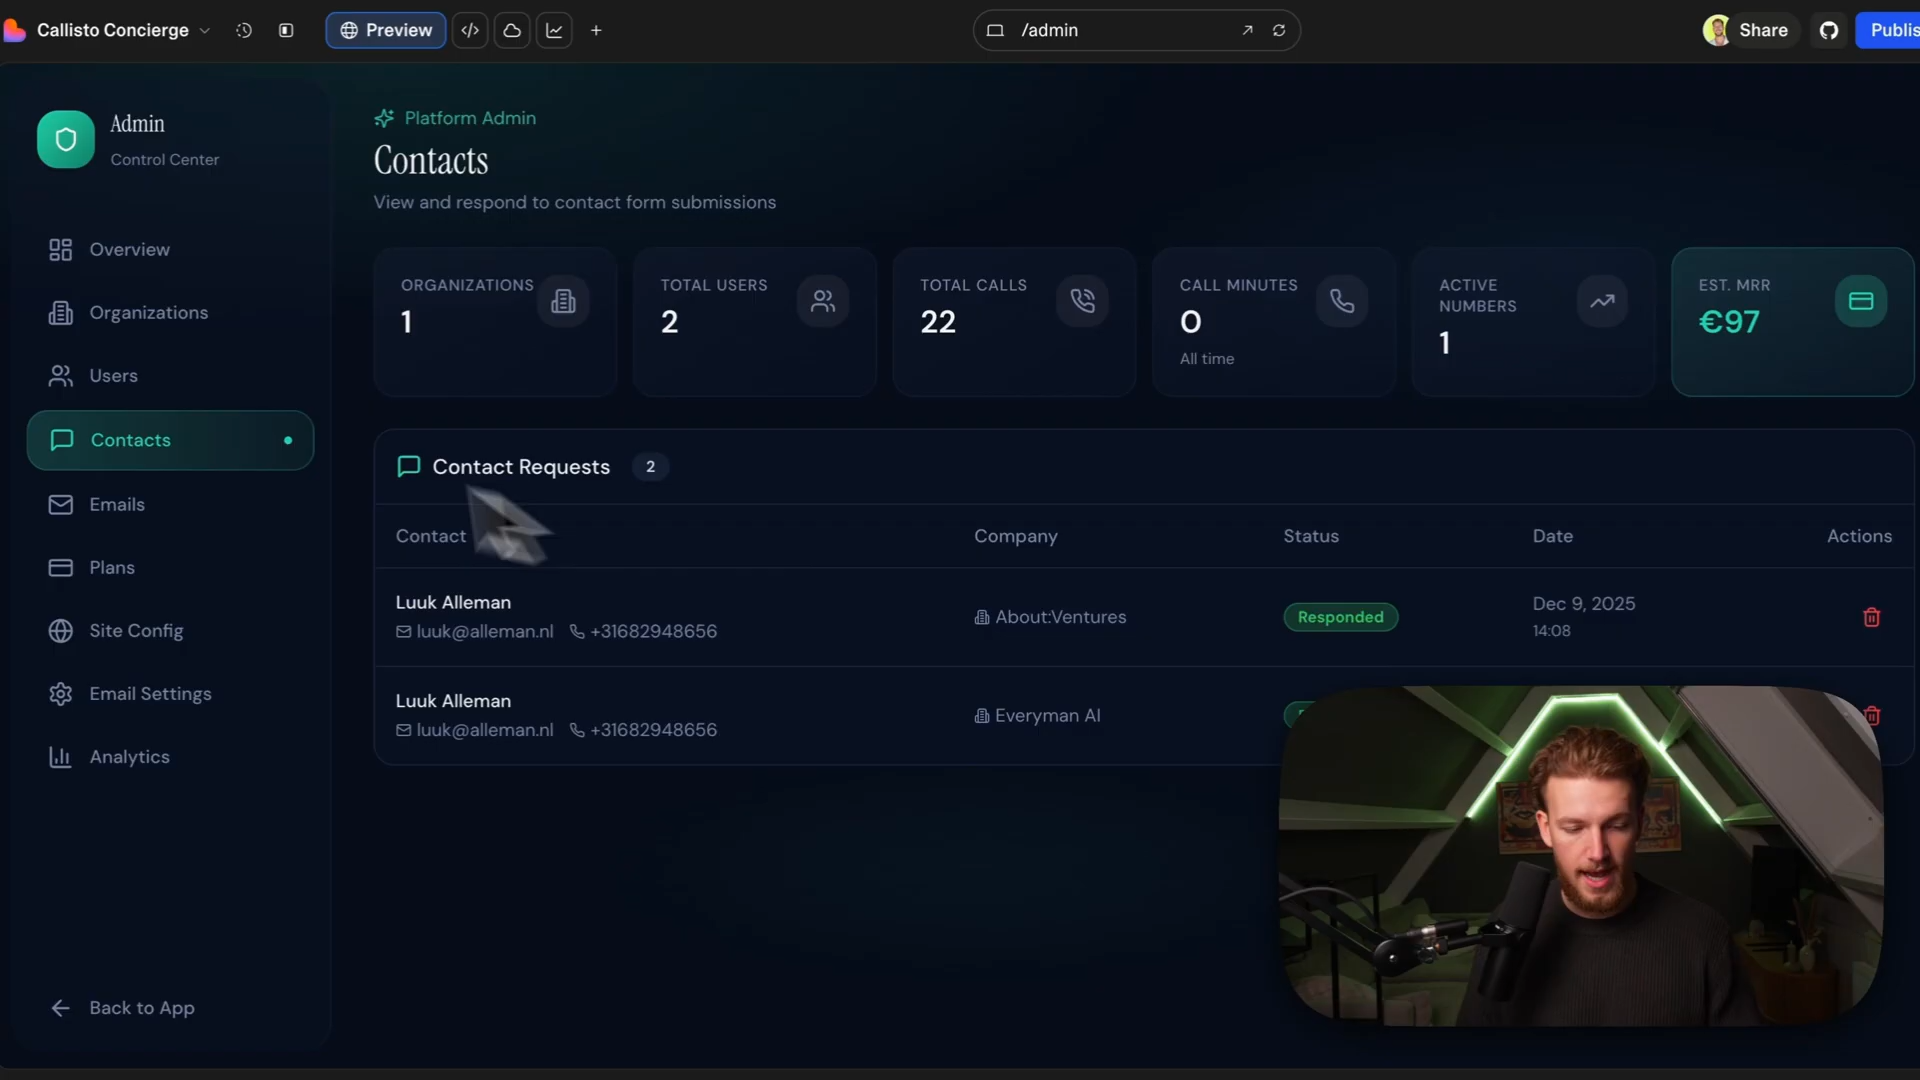 Callisto Concierge
Preview
/admin
Share
Publis
Admin
Control Center
Overview
Organizations
Users
Contacts
Emails
Plans
Site Config
Email Settings
Analytics
Back to App
Platform Admin
Contacts
View and respond to contact form submissions
ORGANIZATIONS
1
TOTAL USERS
2
TOTAL CALLS
22
CALL MINUTES
0
All time
ACTIVE
NUMBERS
1
EST. MRR
€97
Contact Requests 2
Contact Company Status Date Actions
Luuk Alleman
luuk@alleman.nl +31682948656
About:Ventures
Responded
Dec 9, 2025
14:08
Luuk Alleman
luuk@alleman.nl +31682948656
Everyman AI